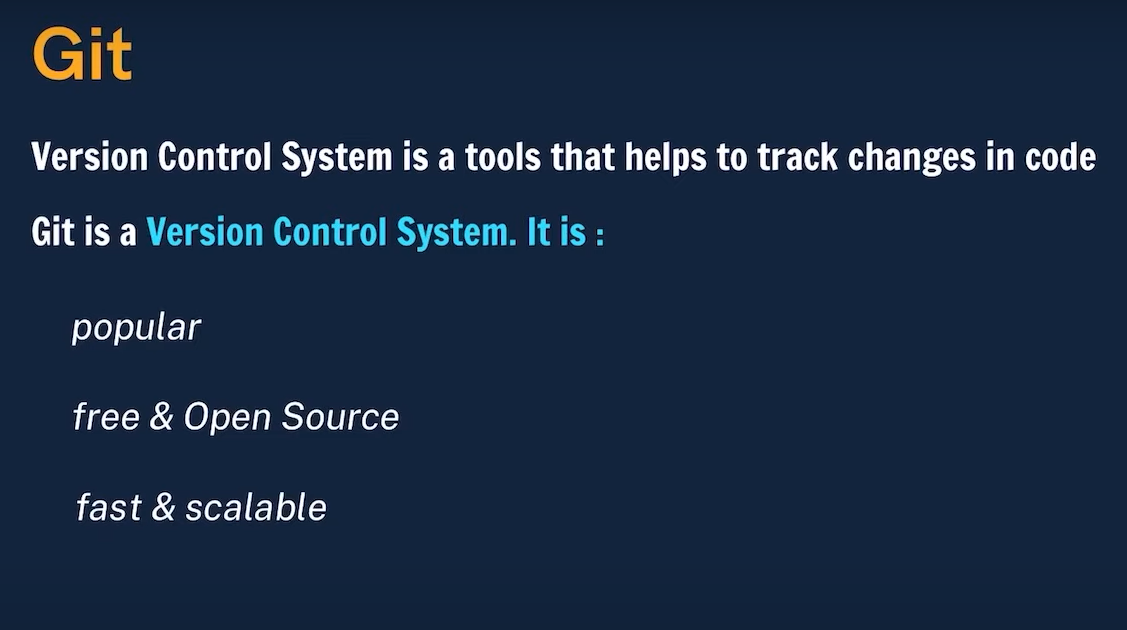 Git
Version Control System is a tools that helps to track changes in code
Git is a Version Control System. It is :
popular
free & Open Source
fast & scalable